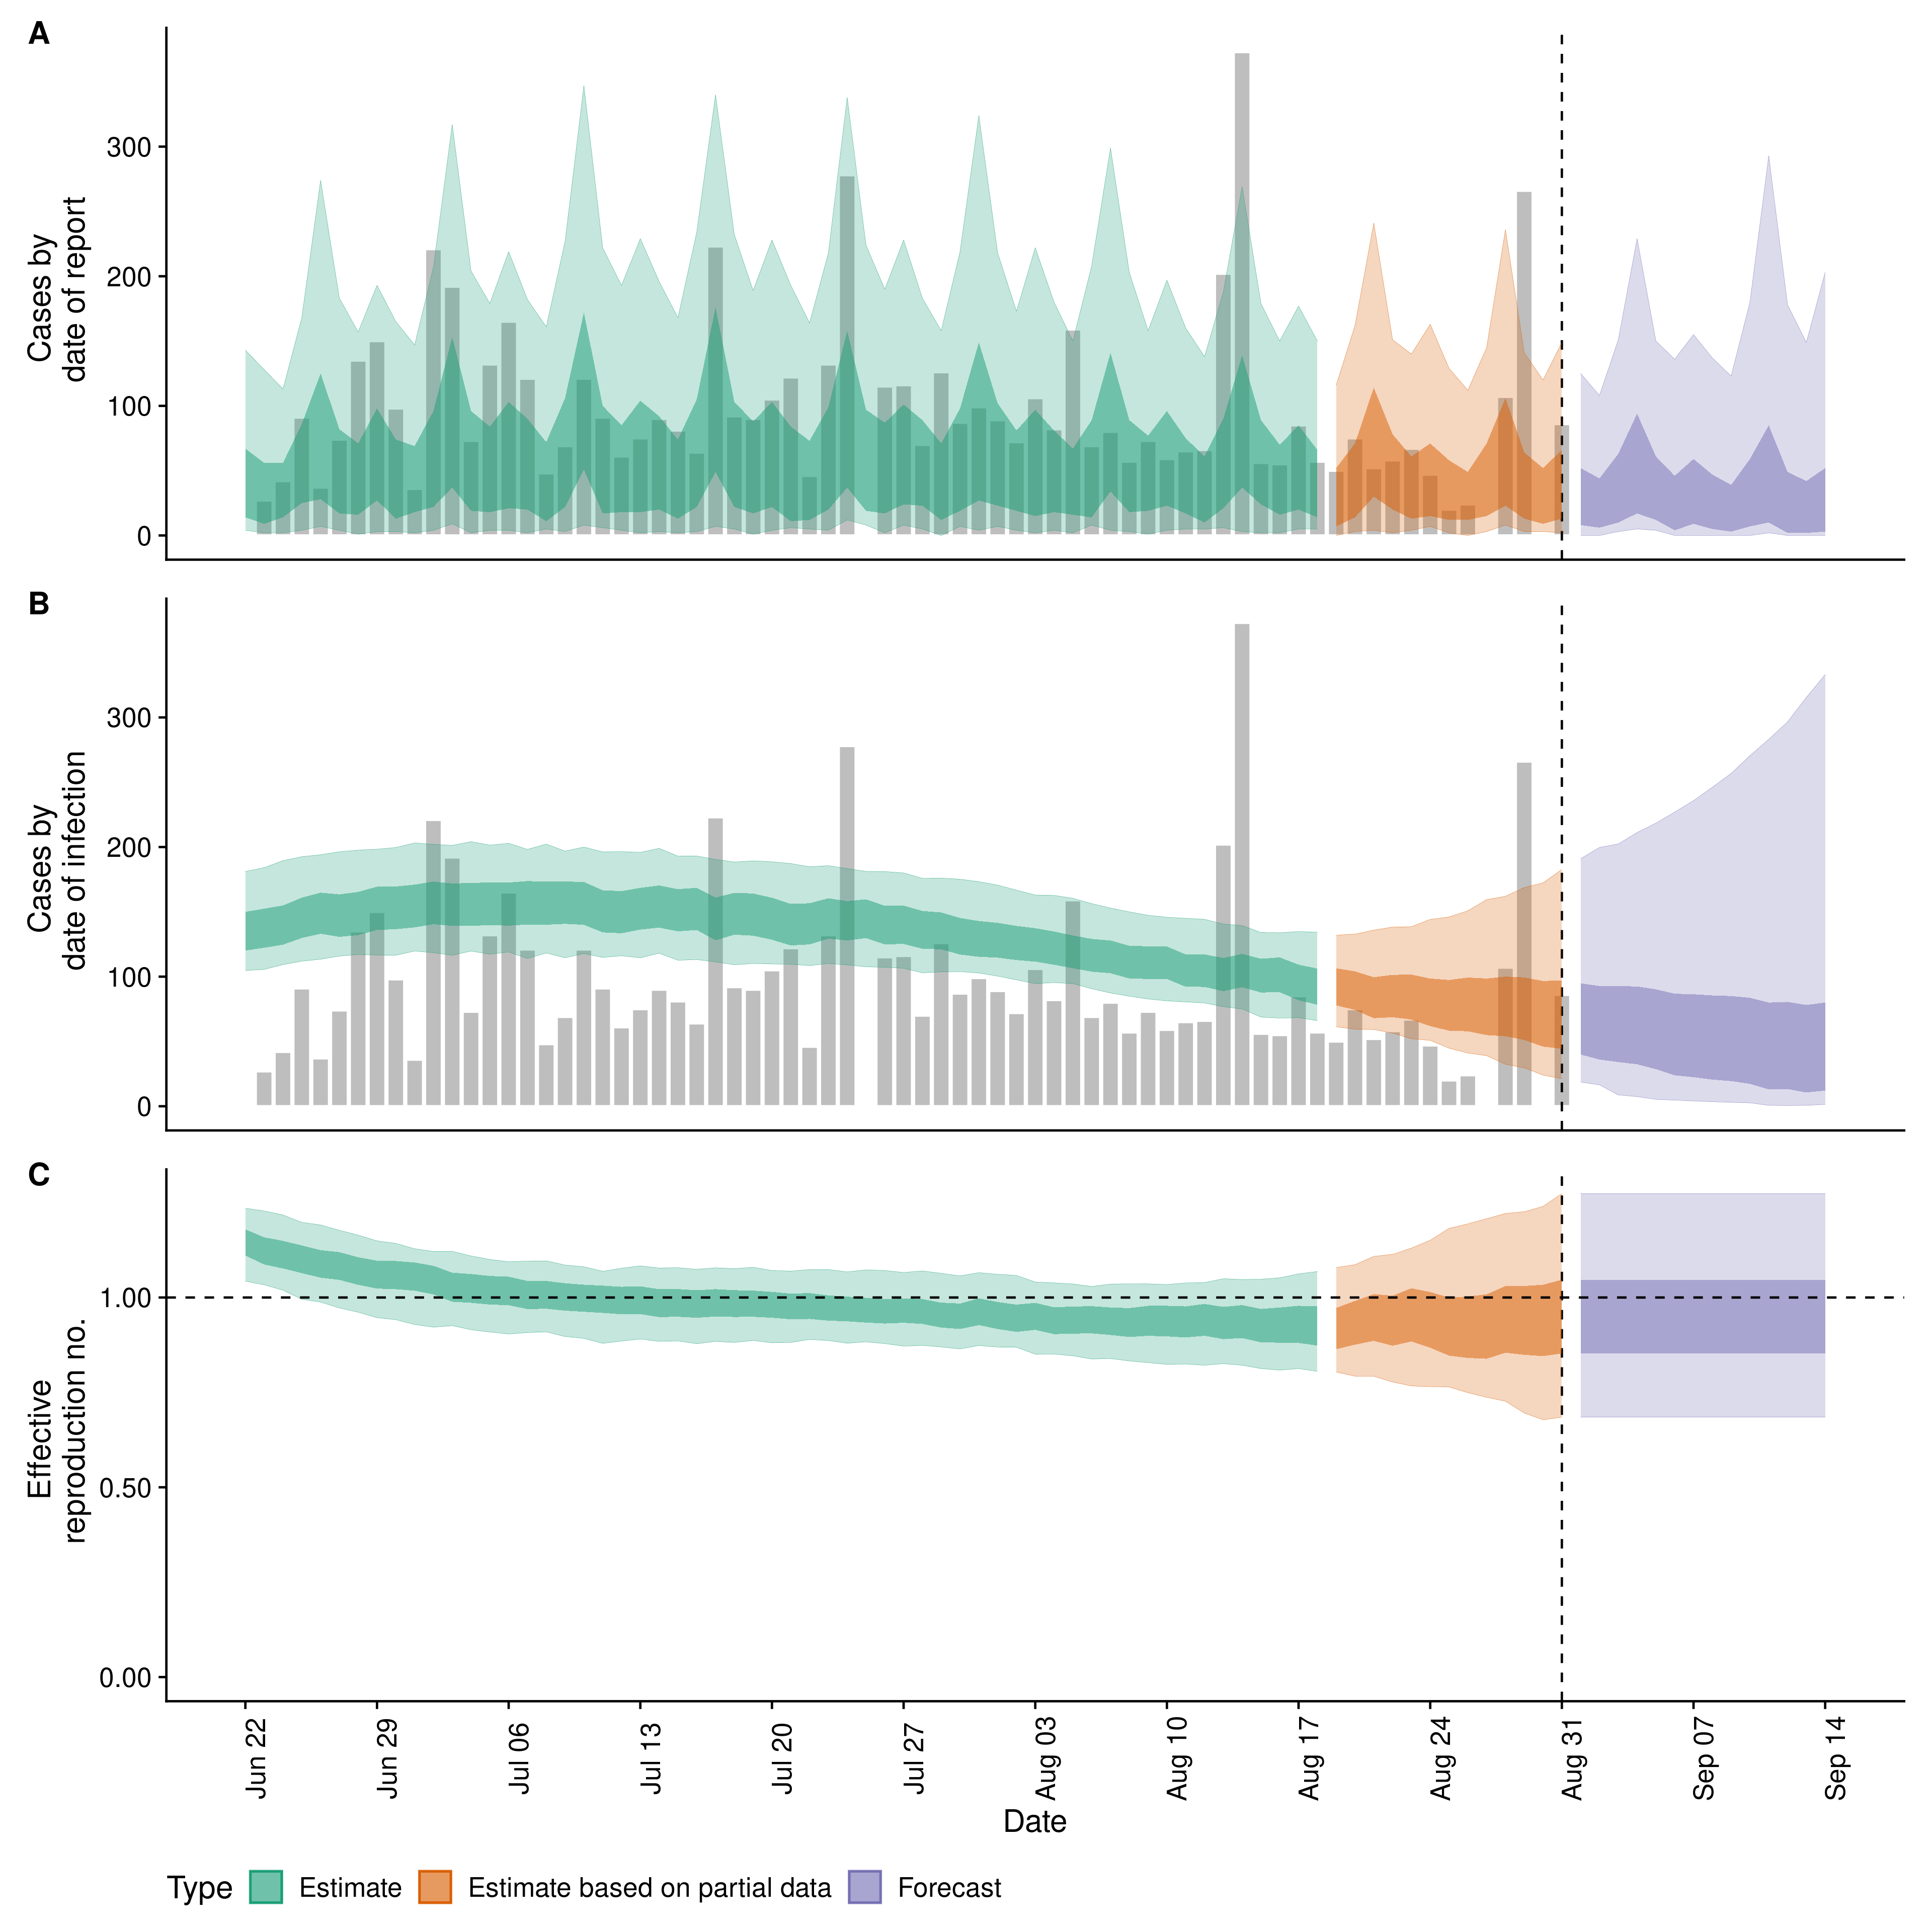 A
Cases by
date of report
300
200
100
0
B
Cases by
date of infection
300
200
100
0
C
Effective
reproduction no.
1.00
0.50
0.00
Jun 22
Jun 29
Jul 06
Jul 13
Jul 20
Jul 27
Aug 03
Aug 10
Aug 17
Aug 24
Aug 31
Sep 07
Sep 14
Date
Type Estimate Estimate based on partial data Forecast